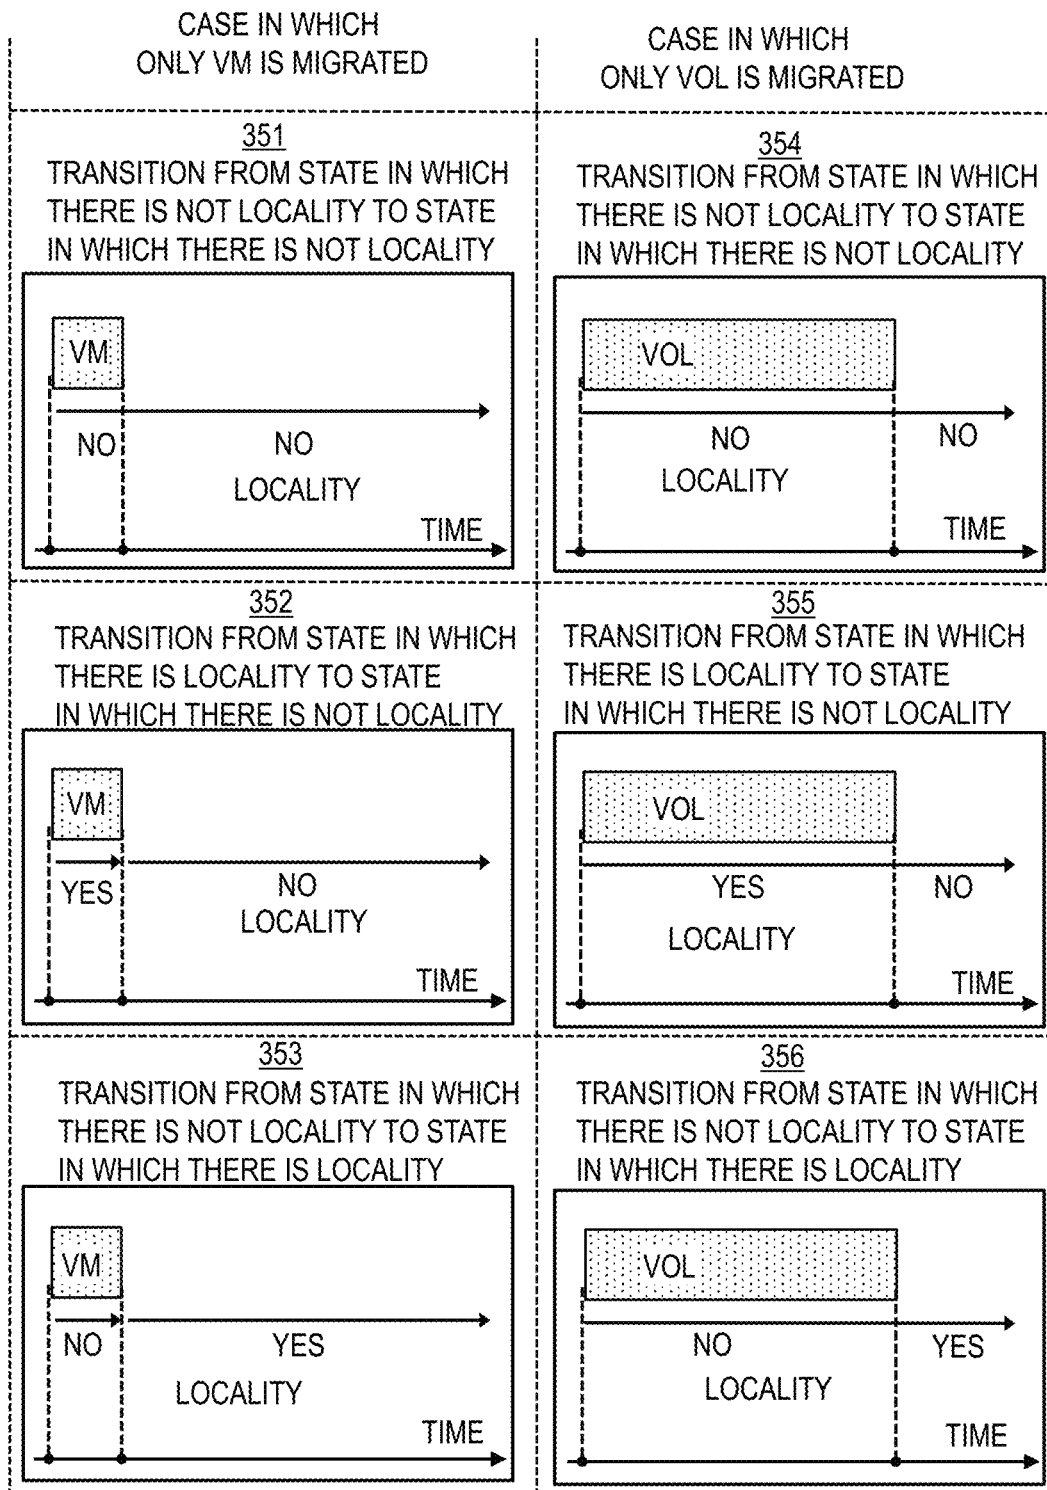 CASE IN WHICH
ONLY VM IS MIGRATED
CASE IN WHICH
ONLY VOL IS MIGRATED
351
TRANSITION FROM STATE IN WHICH
THERE IS NOT LOCALITY TO STATE
IN WHICH THERE IS NOT LOCALITY
VM
NO
NO
LOCALITY
TIME
354
TRANSITION FROM STATE IN WHICH
THERE IS NOT LOCALITY TO STATE
IN WHICH THERE IS NOT LOCALITY
VOL
NO
NO
LOCALITY
TIME
352
TRANSITION FROM STATE IN WHICH
THERE IS LOCALITY TO STATE
IN WHICH THERE IS NOT LOCALITY
VM
YES
NO
LOCALITY
TIME
355
TRANSITION FROM STATE IN WHICH
THERE IS LOCALITY TO STATE
IN WHICH THERE IS NOT LOCALITY
VOL
YES
NO
LOCALITY
TIME
353
TRANSITION FROM STATE IN WHICH
THERE IS NOT LOCALITY TO STATE
IN WHICH THERE IS LOCALITY
VM
NO
YES
LOCALITY
TIME
356
TRANSITION FROM STATE IN WHICH
THERE IS NOT LOCALITY TO STATE
IN WHICH THERE IS LOCALITY
VOL
NO
YES
LOCALITY
TIME